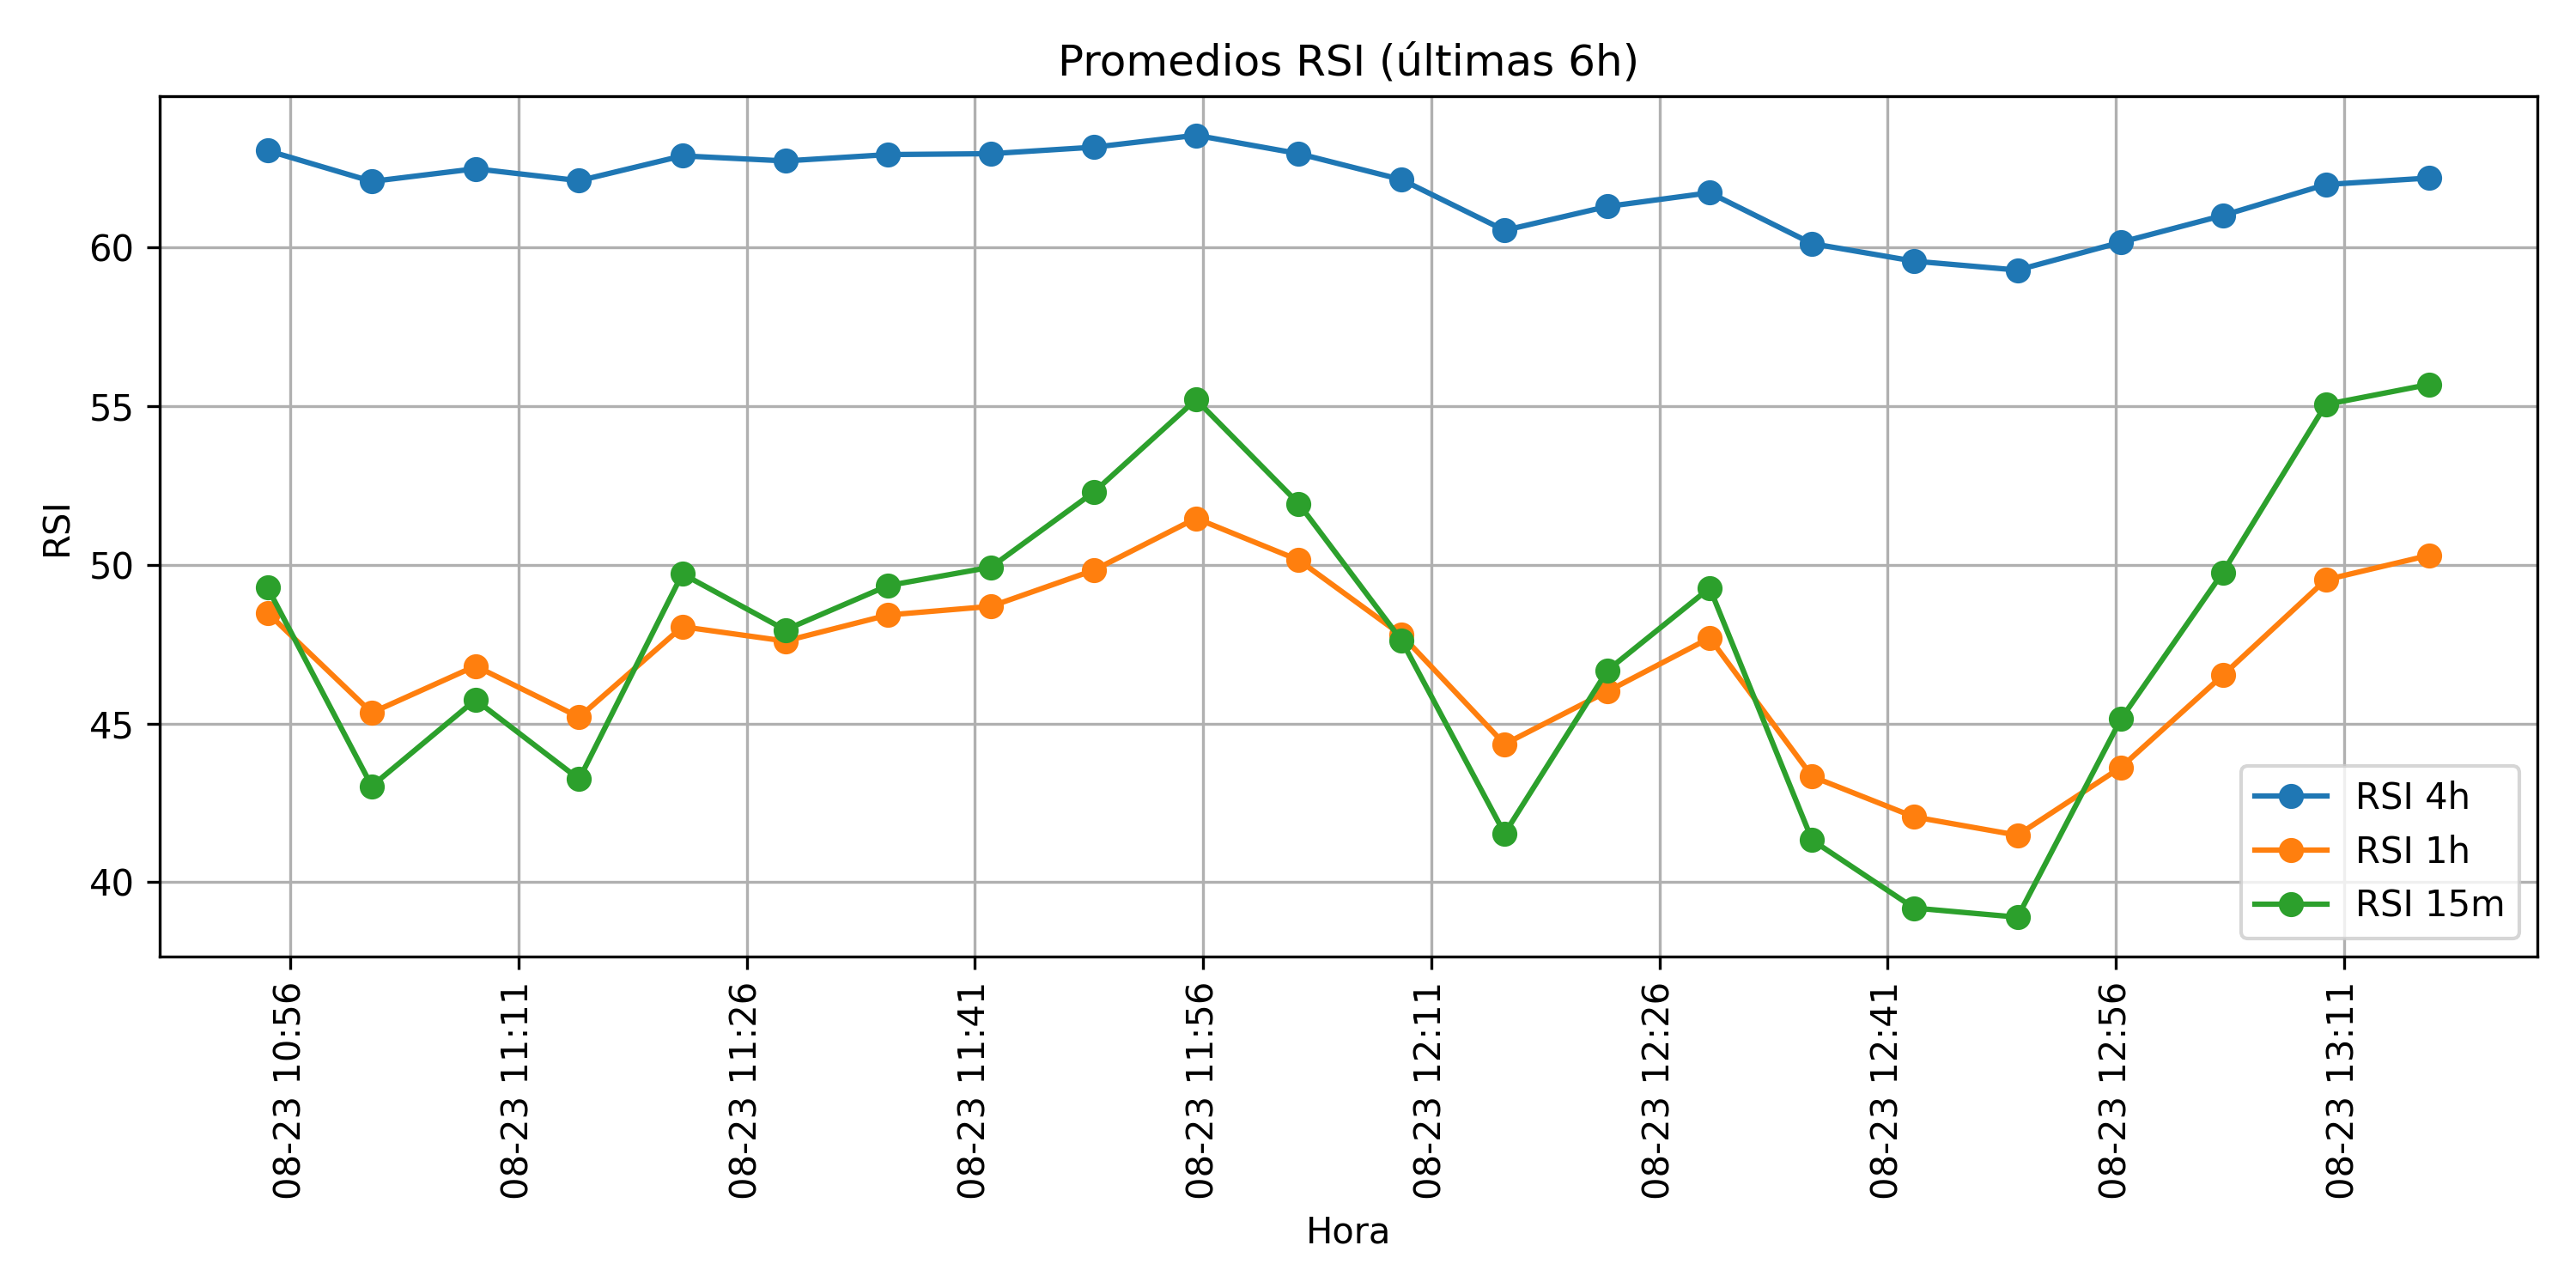 Promedios RSI (últimas 6h)
RSI
60
55
50
45
40
RSI 4h
RSI 1h
RSI 15m
08-23 10:56
08-23 11:11
08-23 11:26
08-23 11:41
08-23 11:56
08-23 12:11
08-23 12:26
08-23 12:41
08-23 12:56
08-23 13:11
Hora